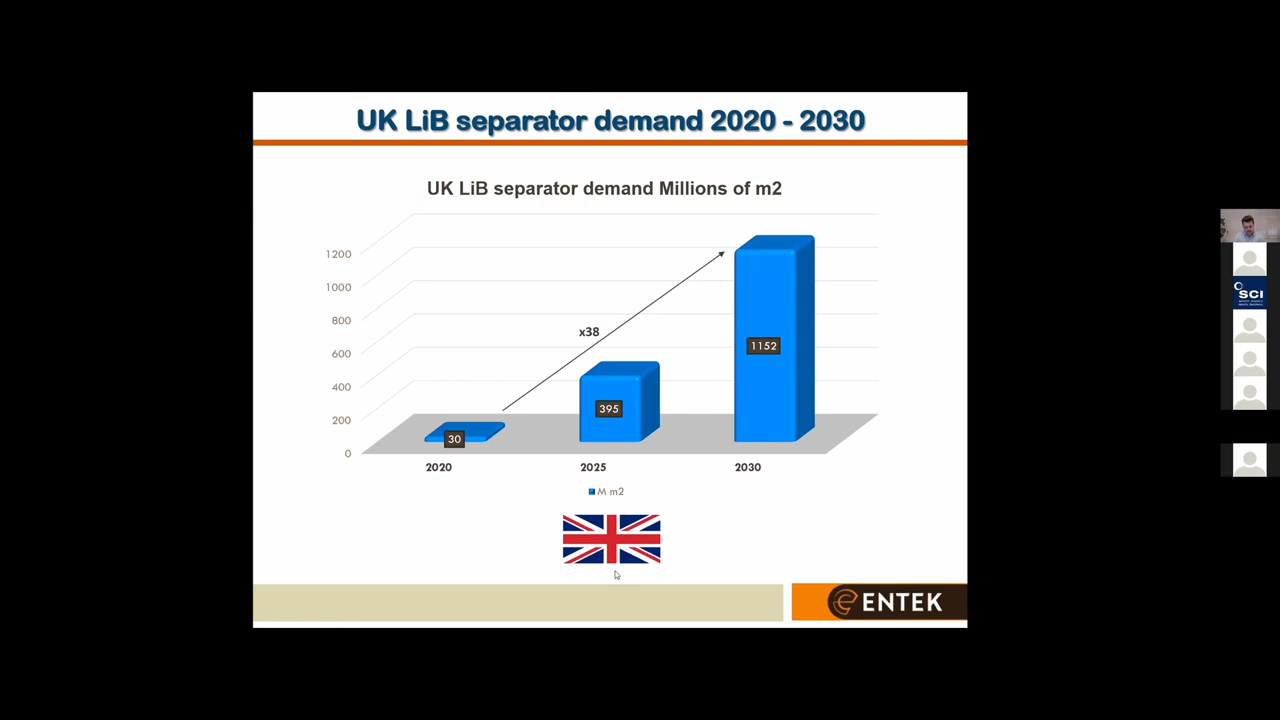 UK LiB separator demand 2020 - 2030
UK LiB separator demand Millions of m2
1200
1000
800
600
400
200
0
x38
30
395
1152
2020
2025
2030
M m2
ENTEK
SCI